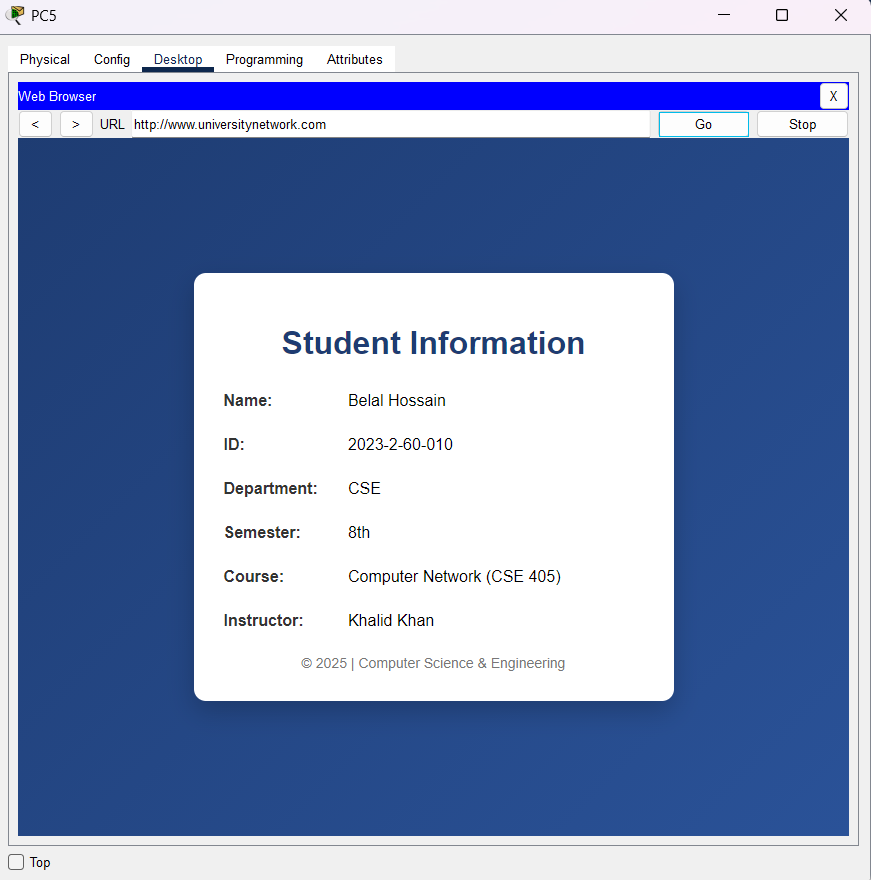 PC5
Physical Config Desktop Programming Attributes
Web Browser X
< > URL http://www.universitynetwork.com Go Stop
Student Information
Name: Belal Hossain
ID: 2023-2-60-010
Department: CSE
Semester: 8th
Course: Computer Network (CSE 405)
Instructor: Khalid Khan
© 2025 | Computer Science & Engineering
Top